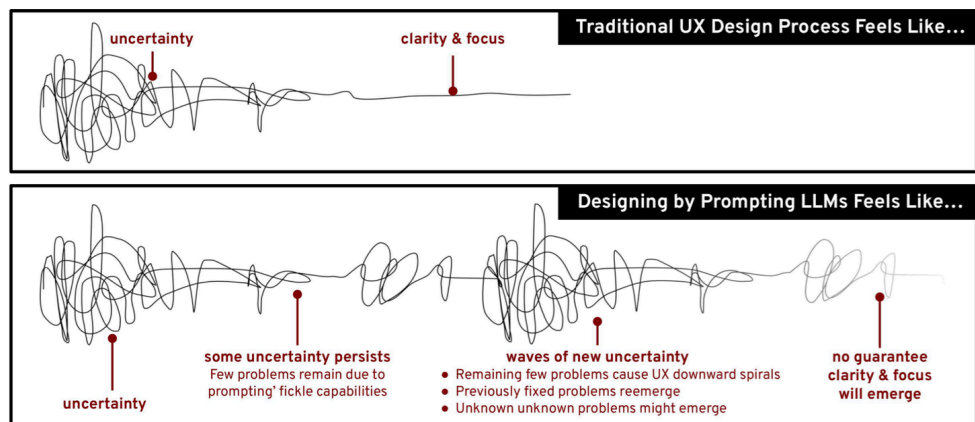 Traditional UX Design Process Feels Like...
uncertainty
clarity & focus
Designing by Prompting LLMs Feels Like...
uncertainty
some uncertainty persists
Few problems remain due to
prompting' fickle capabilities
waves of new uncertainty
● Remaining few problems cause UX downward spirals
● Previously fixed problems reemerge
● Unknown unknown problems might emerge
no guarantee
clarity & focus
will emerge